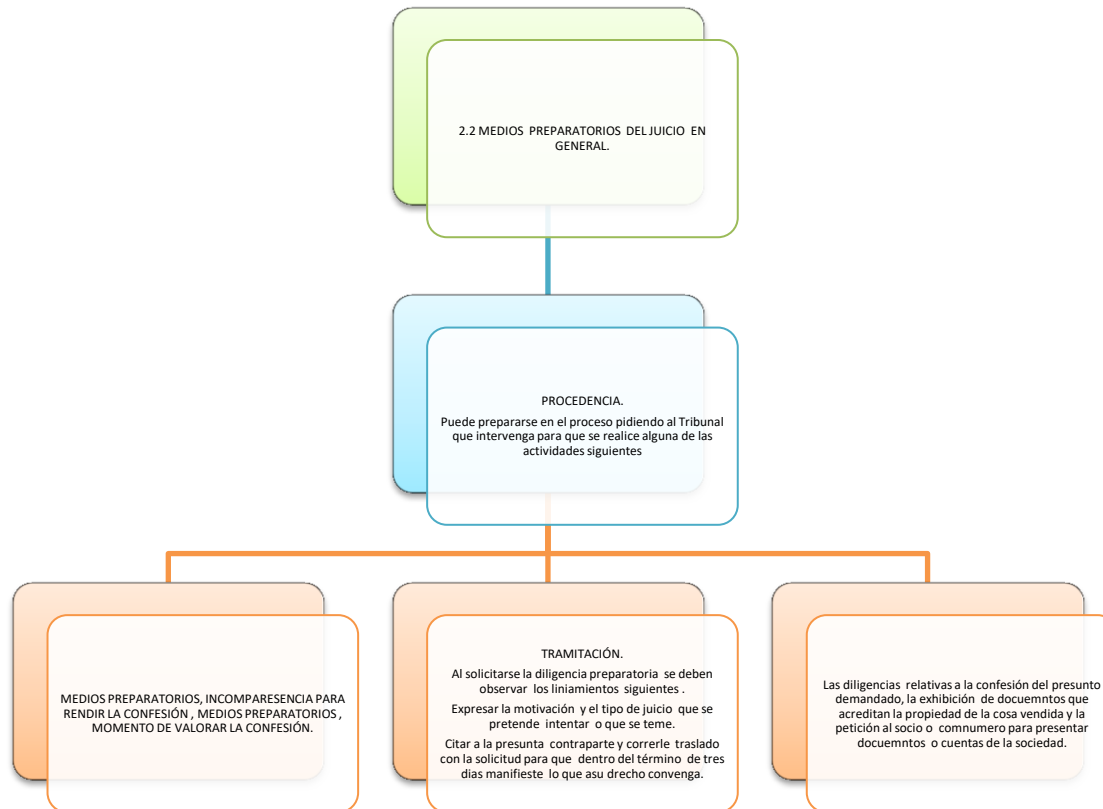 2.2 MEDIOS PREPARATORIOS DEL JUICIO EN
GENERAL.
PROCEDENCIA.
Puede prepararse en el proceso pidiendo al Tribunal
que intervenga para que se realice alguna de las
actividades siguientes
MEDIOS PREPARATORIOS, INCOMPARESENCIA PARA
RENDIR LA CONFESIÓN , MEDIOS PREPARATORIOS ,
MOMENTO DE VALORAR LA CONFESIÓN.
TRAMITACIÓN.
Al solicitarse la diligencia preparatoria se deben
observar los liniamientos siguientes .
Expresar la motivación y el tipo de juicio que se
pretende intentar o que se teme.
Citar a la presunta contraparte y correrle traslado
con la solicitud para que dentro del término de tres
dias manifieste lo que asu drecho convenga.
Las diligencias relativas a la confesión del presunto
demandado, la exhibición de docuemntos que
acreditan la propiedad de la cosa vendida y la
petición al socio o comnumero para presentar
docuemntos o cuentas de la sociedad.